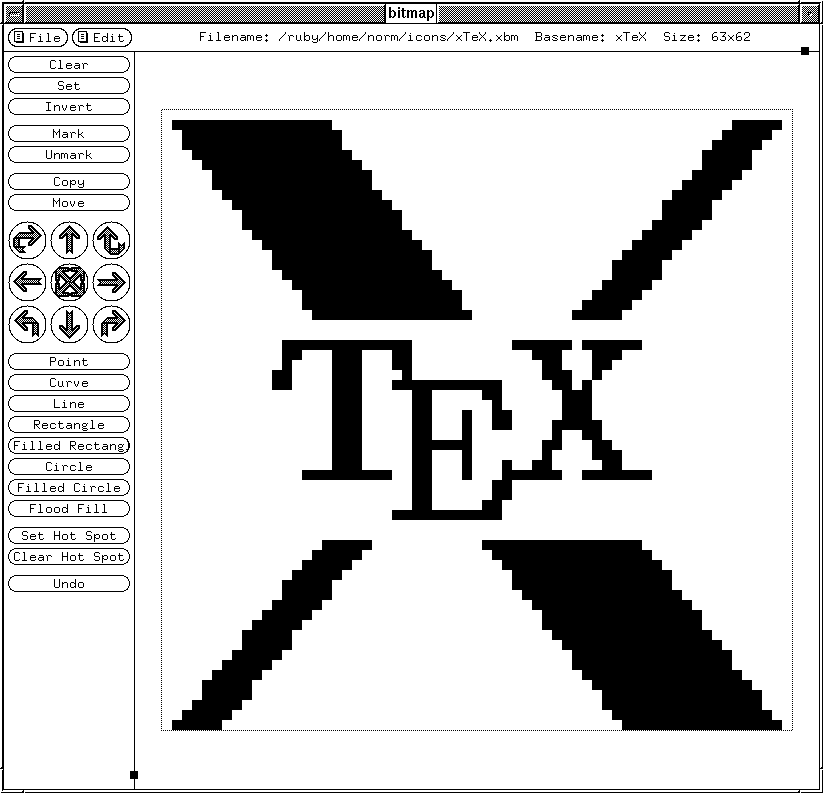 bitmap
File Edit Filename: /ruby/home/norm/icons/xTeX.xbm Basename: xTeX Size: 63x62
Clear
Set
Invert
Mark
Unmark
Copy
Move
Point
Curve
Line
Rectangle
Filled Rectang
Circle
Filled Circle
Flood Fill
Set Hot Spot
Clear Hot Spot
Undo
TEX